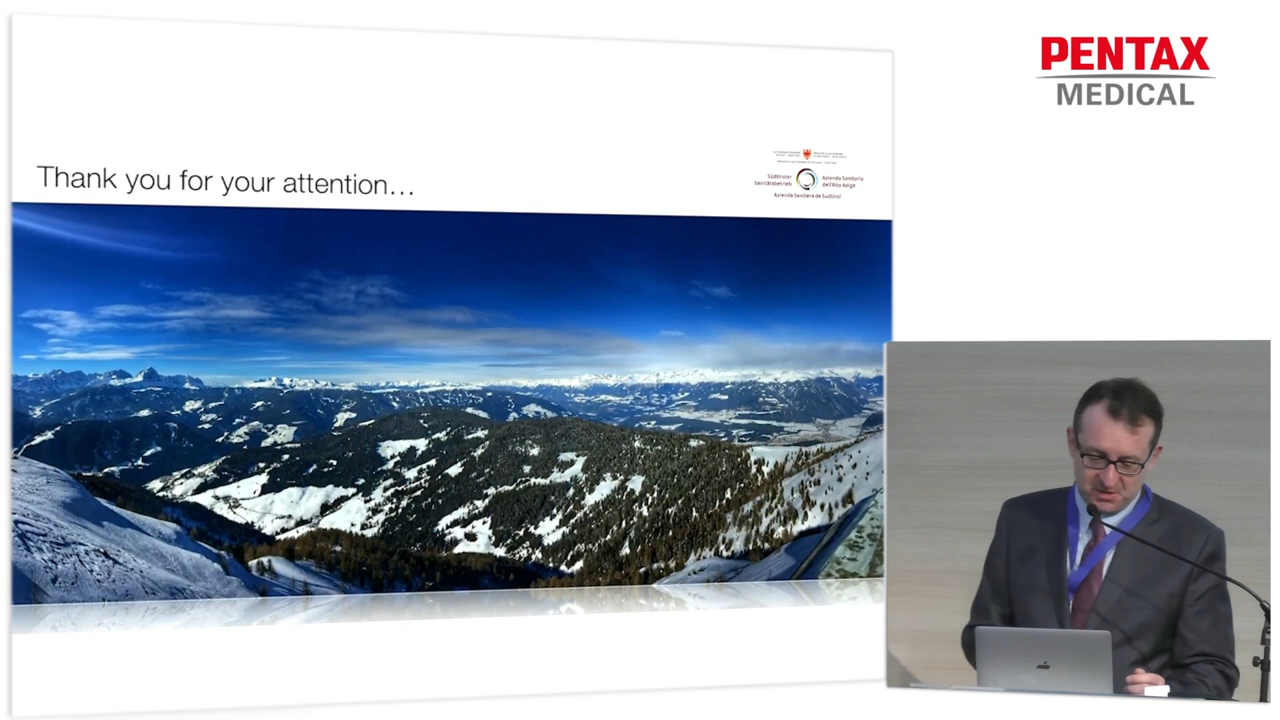 PENTAX
MEDICAL
Thank you for your attention...
Südtiroler
Sanitätsbetrieb
Azienda Sanitaria
dell'Alto Adige
Azienda Sanitera de Sudtirol